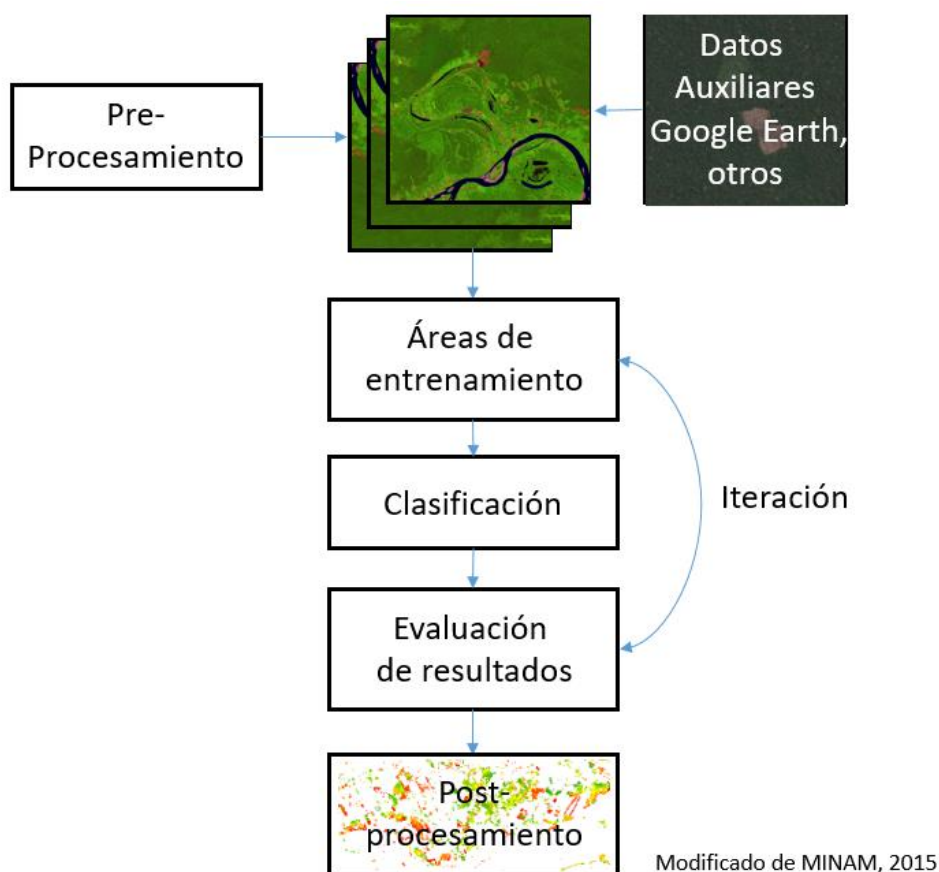 Pre-
Procesamiento
Datos
Auxiliares
Google Earth,
otros
Áreas de
entrenamiento
Clasificación
Iteración
Evaluación
de resultados
Post-
procesamiento
Modificado de MINAM, 2015